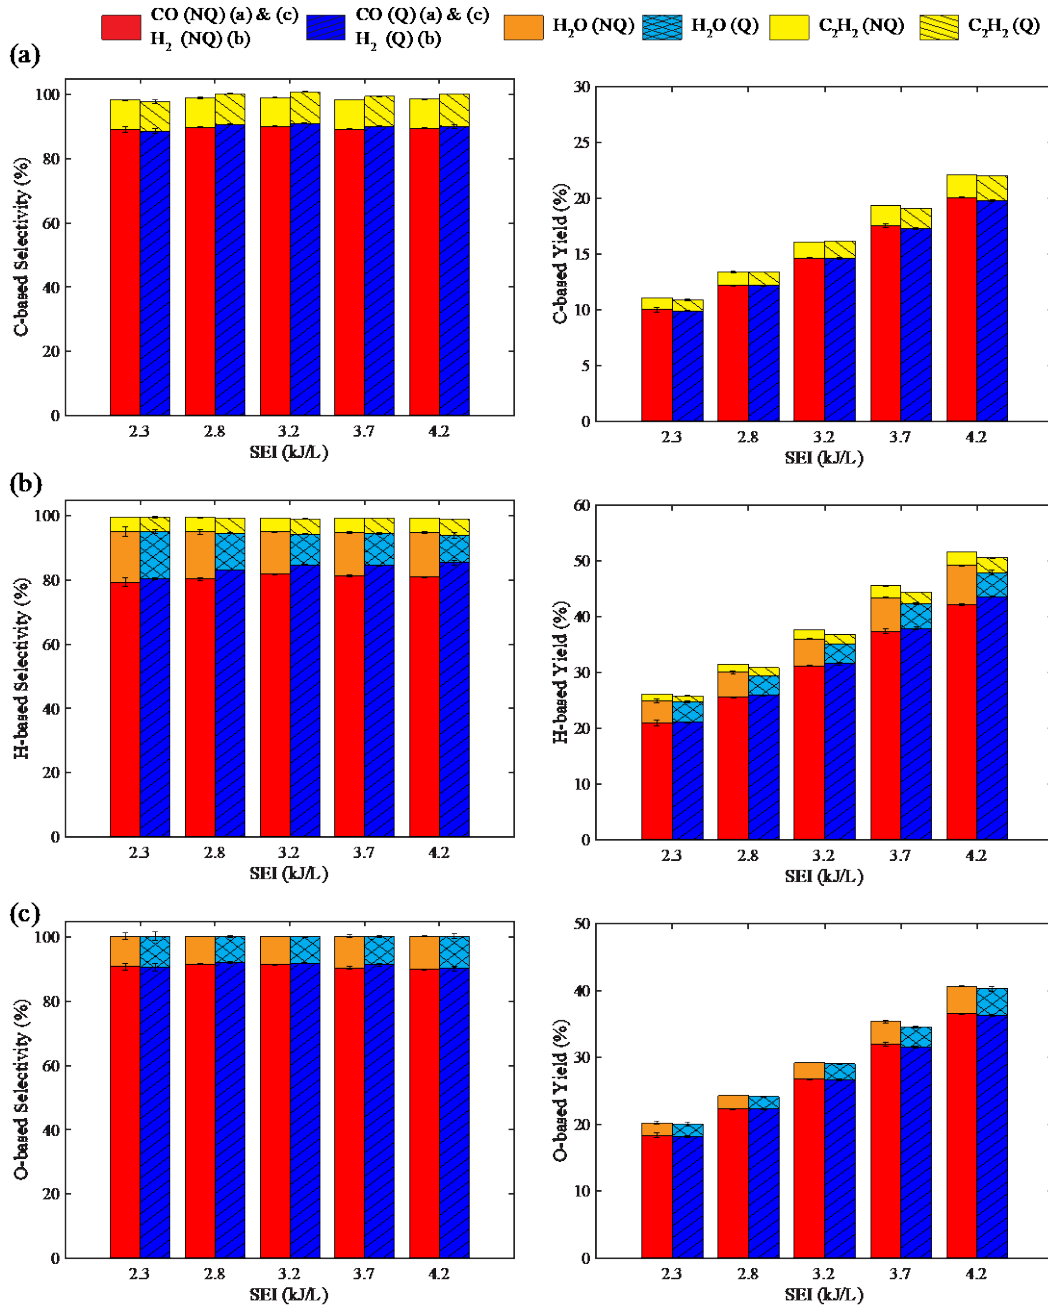 CO (NQ) (a) & (c)
H₂ (NQ) (b)
CO (Q) (a) & (c)
H₂ (Q) (b)
H₂O (NQ)
H₂O (Q)
C₂H₂ (NQ)
C₂H₂ (Q)
(a)
C-based Selectivity (%)
100
80
60
40
20
0
2.3 2.8 3.2 3.7 4.2
SEI (kJ/L)
C-based Yield (%)
30
25
20
15
10
5
0
2.3 2.8 3.2 3.7 4.2
SEI (kJ/L)
(b)
H-based Selectivity (%)
100
80
60
40
20
0
2.3 2.8 3.2 3.7 4.2
SEI (kJ/L)
H-based Yield (%)
60
50
40
30
20
10
0
2.3 2.8 3.2 3.7 4.2
SEI (kJ/L)
(c)
O-based Selectivity (%)
100
80
60
40
20
0
2.3 2.8 3.2 3.7 4.2
SEI (kJ/L)
O-based Yield (%)
50
40
30
20
10
0
2.3 2.8 3.2 3.7 4.2
SEI (kJ/L)